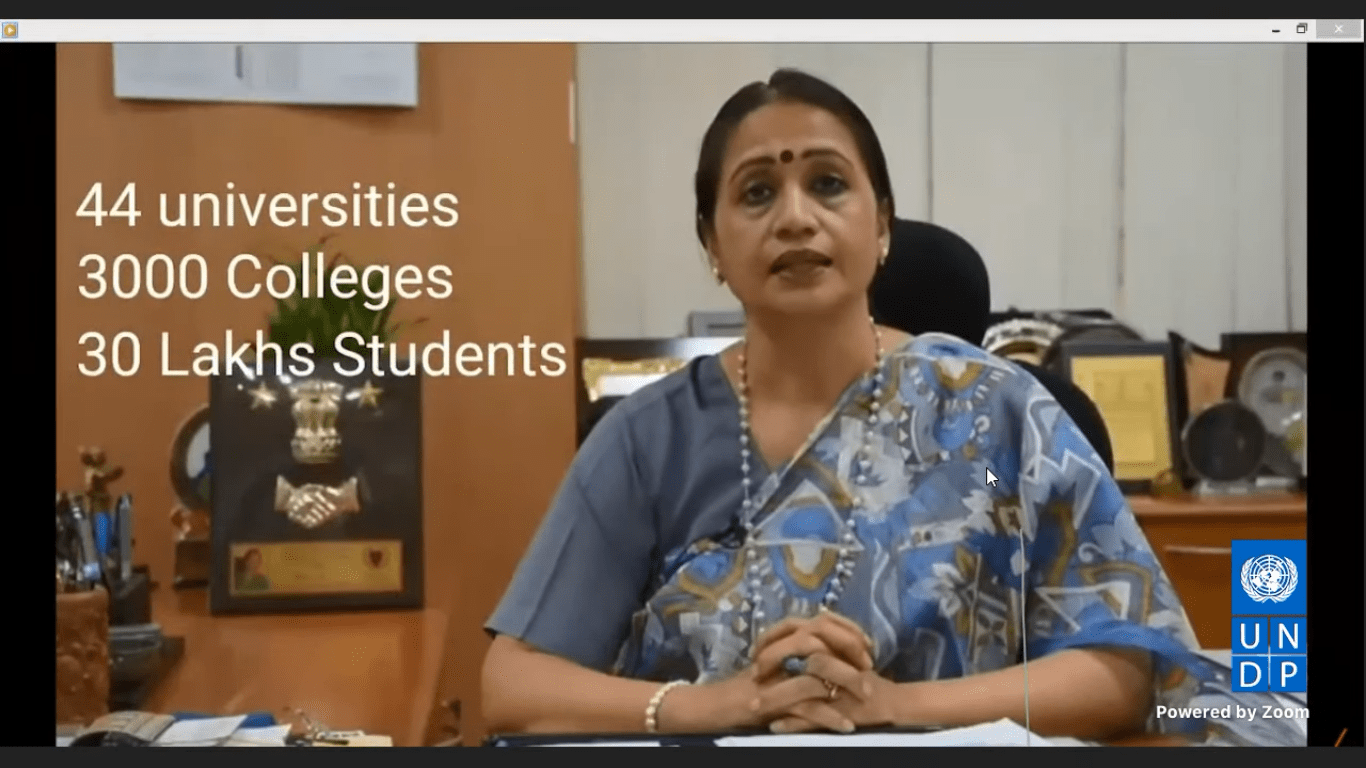 44 universities
3000 Colleges
30 Lakhs Students
U N
D P
Powered by Zoom